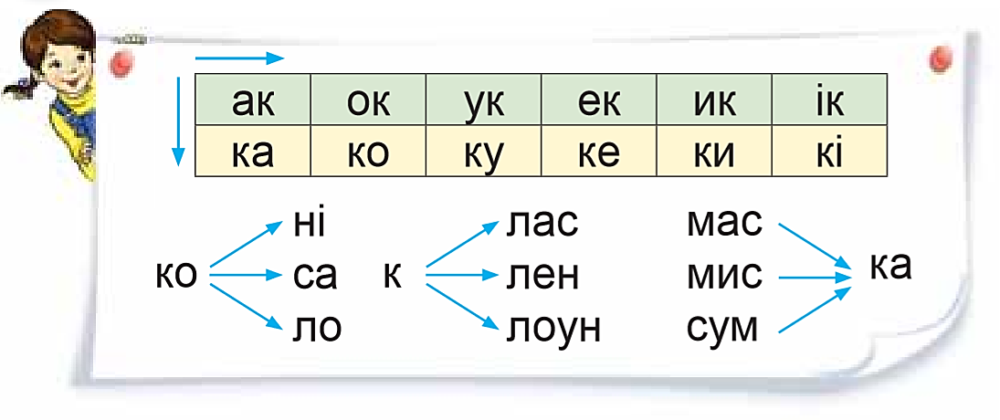 ак ок ук ек ик ік
ка ко ку ке ки кі
ні лас мас
ко са к лен мис ка
ло лоун сум